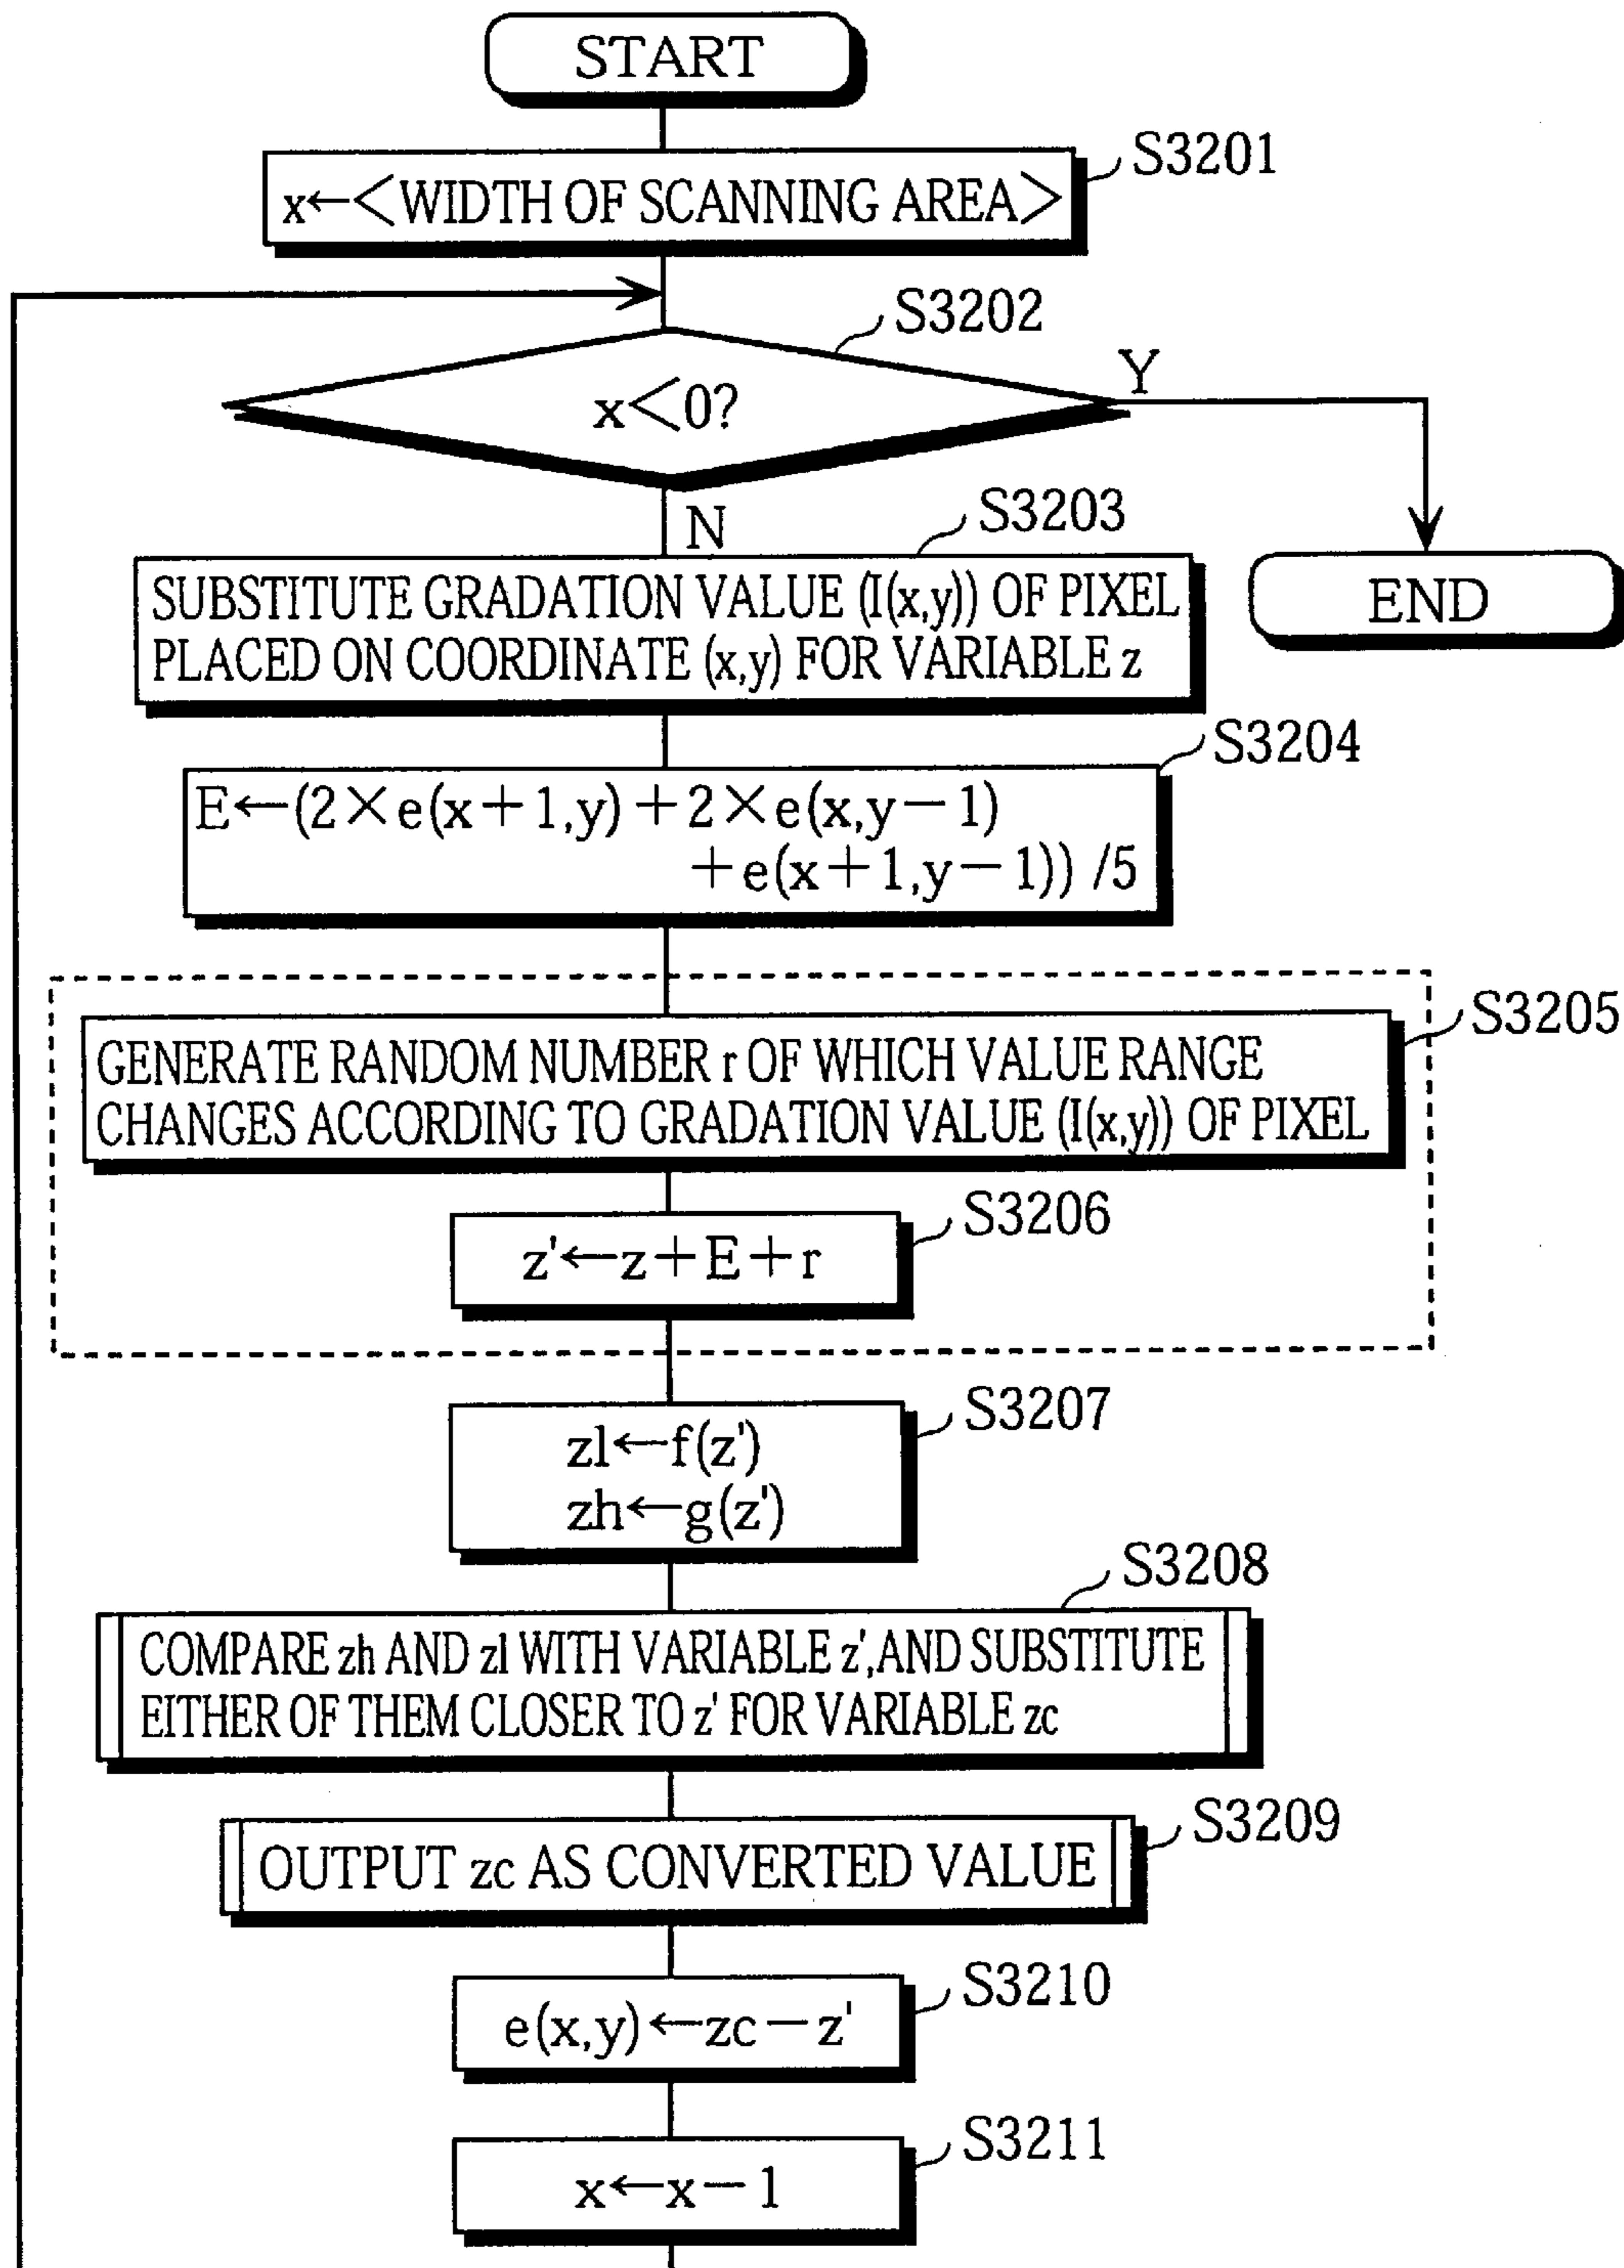 START
S3201
x←<WIDTH OF SCANNING AREA>
S3202
x<0?
Y
N
S3203
SUBSTITUTE GRADATION VALUE (I(x,y)) OF PIXEL
PLACED ON COORDINATE (x,y) FOR VARIABLE z
END
S3204
E←(2×e(x+1,y)+2×e(x,y−1)
+e(x+1,y−1)) /5
S3205
GENERATE RANDOM NUMBER r OF WHICH VALUE RANGE
CHANGES ACCORDING TO GRADATION VALUE (I(x,y)) OF PIXEL
S3206
z'←z+E+r
S3207
zl←f(z')
zh←g(z')
S3208
COMPARE zh AND zl WITH VARIABLE z',AND SUBSTITUTE
EITHER OF THEM CLOSER TO z' FOR VARIABLE zc
S3209
OUTPUT zc AS CONVERTED VALUE
S3210
e(x,y)←zc−z'
S3211
x←x−1